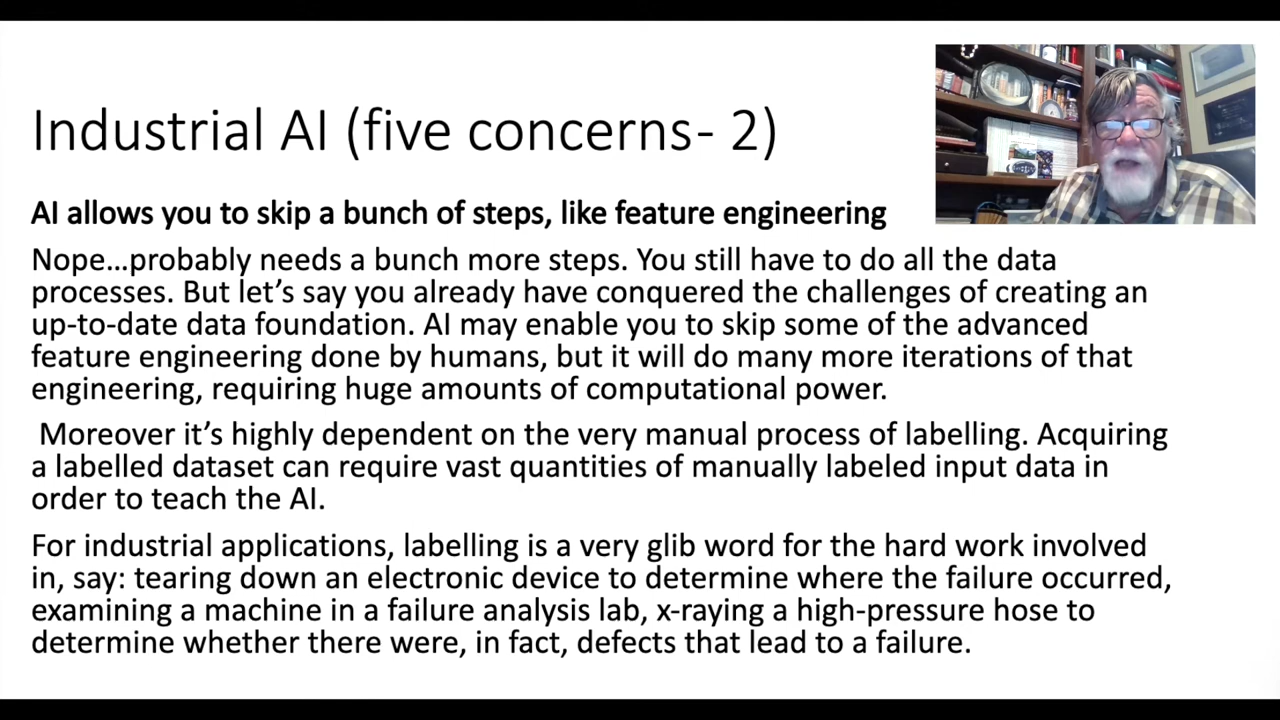 Industrial AI (five concerns- 2)
AI allows you to skip a bunch of steps, like feature engineering
Nope...probably needs a bunch more steps. You still have to do all the data
processes. But let's say you already have conquered the challenges of creating an
up-to-date data foundation. AI may enable you to skip some of the advanced
feature engineering done by humans, but it will do many more iterations of that
engineering, requiring huge amounts of computational power.
Moreover it's highly dependent on the very manual process of labelling. Acquiring
a labelled dataset can require vast quantities of manually labeled input data in
order to teach the AI.
For industrial applications, labelling is a very glib word for the hard work involved
in, say: tearing down an electronic device to determine where the failure occurred,
examining a machine in a failure analysis lab, x-raying a high-pressure hose to
determine whether there were, in fact, defects that lead to a failure.